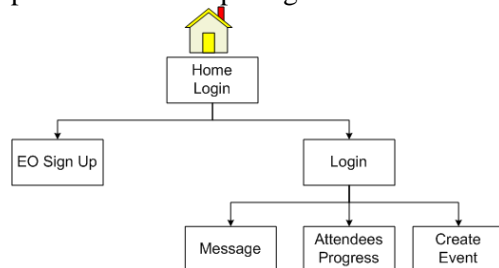 Home
Login
EO Sign Up
Login
Message
Attendees
Progress
Create
Event